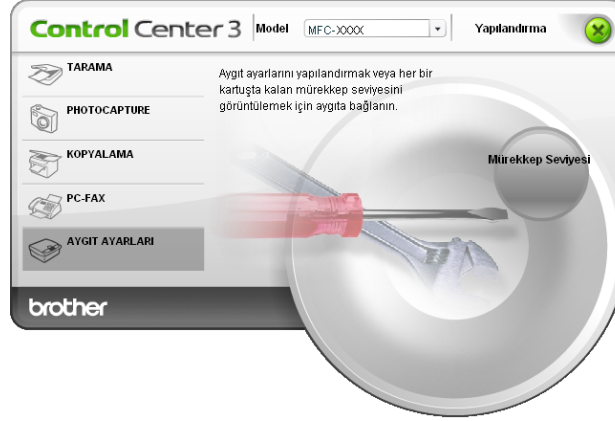 Control Center 3 Model MFC-XXXX Yapılandırma
TARAMA
PHOTOCAPTURE
KOPYALAMA
PC-FAX
AYGIT AYARLARI
Aygıt ayarlarını yapılandırmak veya her bir
kartuşta kalan mürekkep seviyesini
görüntülemek için aygıta bağlanın.
Mürekkep Seviyesi
brother